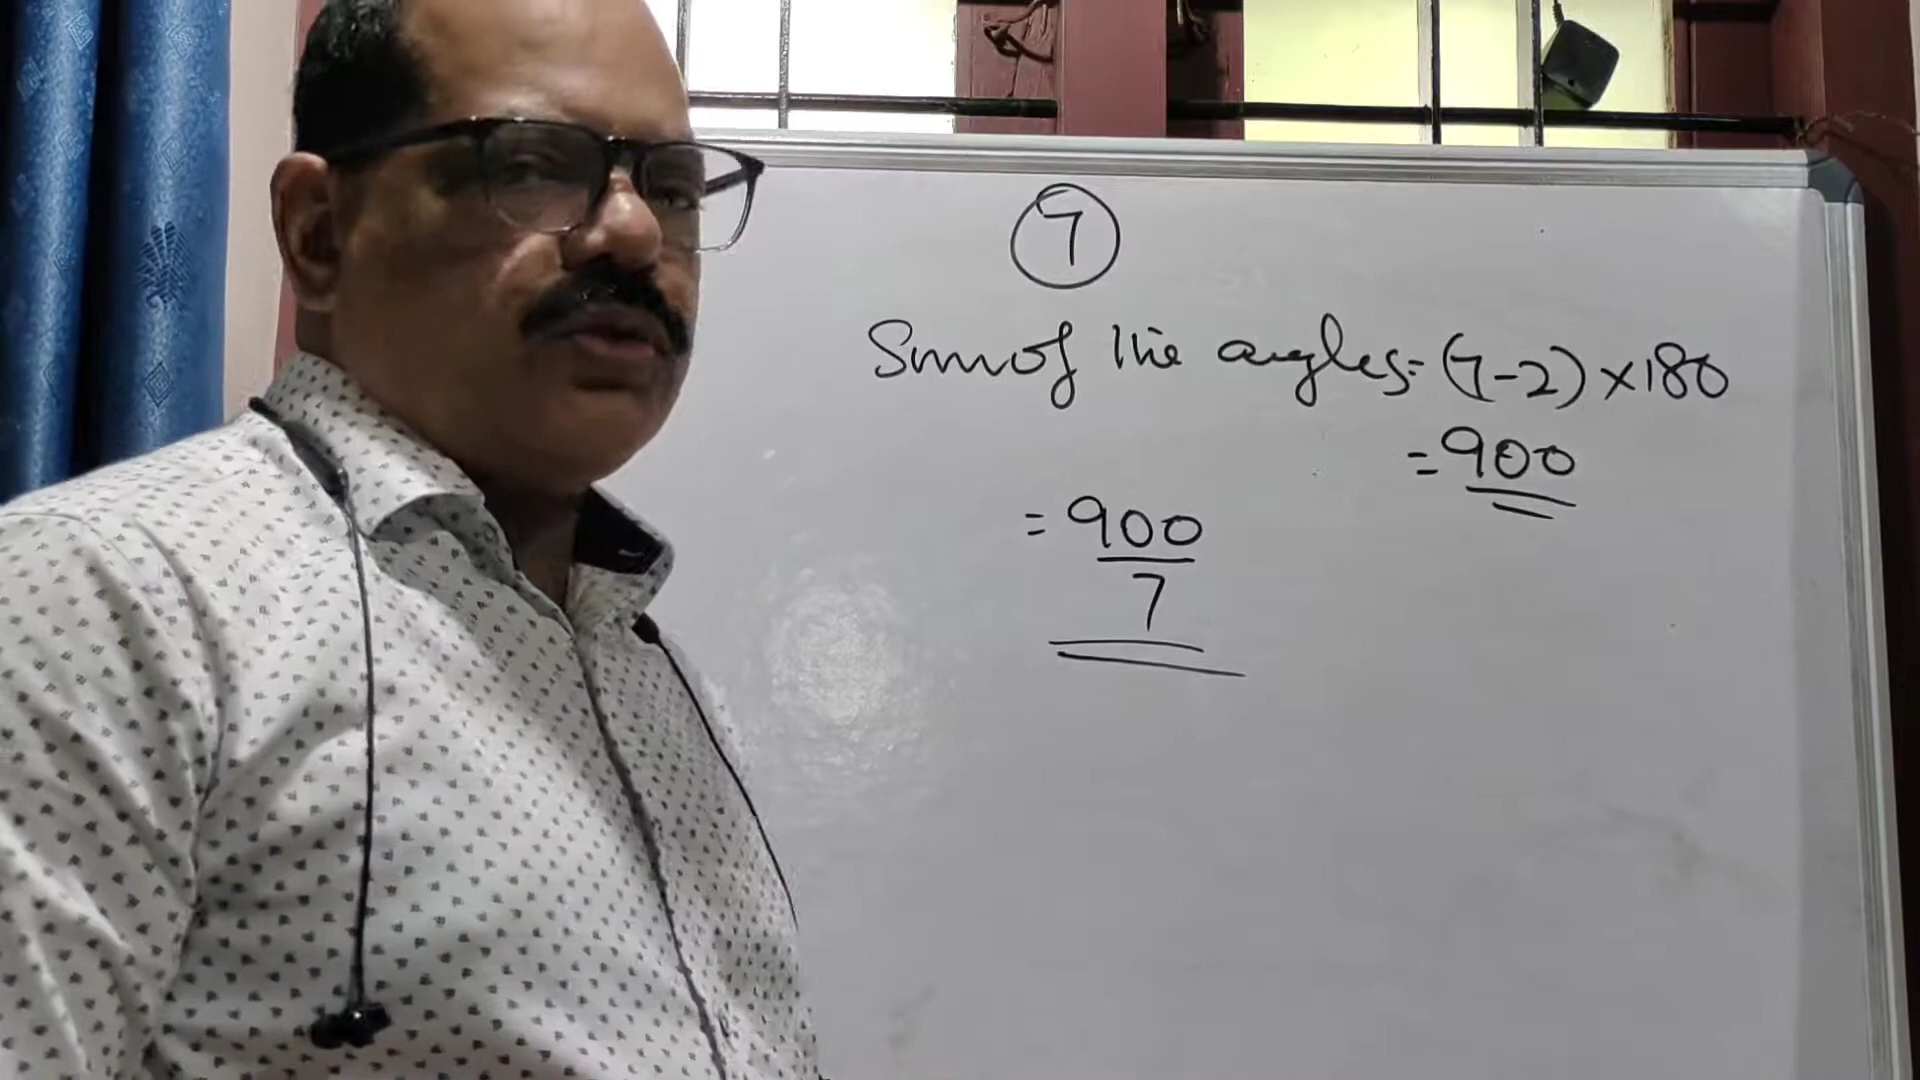 7
Sum of the angles = (7-2) × 180
= 900
= 900
7